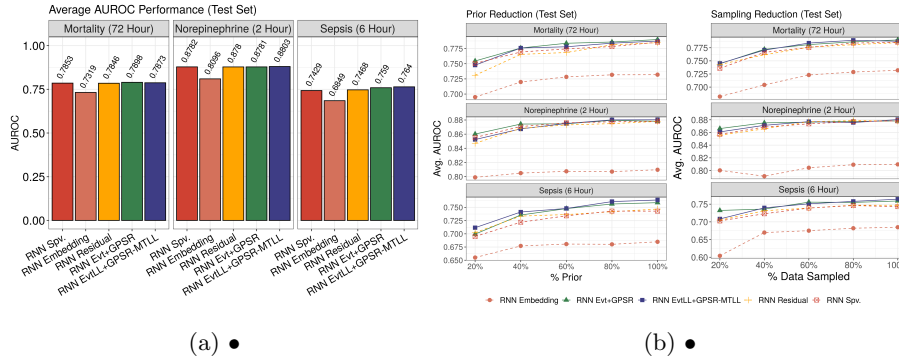 Average AUROC Performance (Test Set)
Mortality (72 Hour)
Norepinephrine (2 Hour)
Sepsis (6 Hour)
AUROC
1.00
0.75
0.50
0.25
0.00
0.7853
0.7319
0.7846
0.7898
0.7873
0.8782
0.8096
0.878
0.8781
0.8803
0.7429
0.6849
0.7468
0.759
0.764
RNN Spv.
RNN Embedding
RNN Residual
RNN Evt+GPSR
RNN EvtLL+GPSR-MTLL
RNN Spv.
RNN Embedding
RNN Residual
RNN Evt+GPSR
RNN EvtLL+GPSR-MTLL
RNN Spv.
RNN Embedding
RNN Residual
RNN Evt+GPSR
RNN EvtLL+GPSR-MTLL
(a) •
Prior Reduction (Test Set)
Mortality (72 Hour)
0.775
0.750
0.725
0.700
Norepinephrine (2 Hour)
Avg. AUROC
0.88
0.86
0.84
0.82
0.80
Sepsis (6 Hour)
0.750
0.725
0.700
0.675
0.650
20%
40%
60%
80%
100%
% Prior
Sampling Reduction (Test Set)
Mortality (72 Hour)
0.775
0.750
0.725
0.700
Norepinephrine (2 Hour)
Avg. AUROC
0.88
0.86
0.84
0.82
0.80
Sepsis (6 Hour)
0.75
0.70
0.65
0.60
20%
40%
60%
80%
100%
% Data Sampled
RNN Embedding
RNN Evt+GPSR
RNN EvtLL+GPSR-MTLL
RNN Residual
RNN Spv.
(b) •